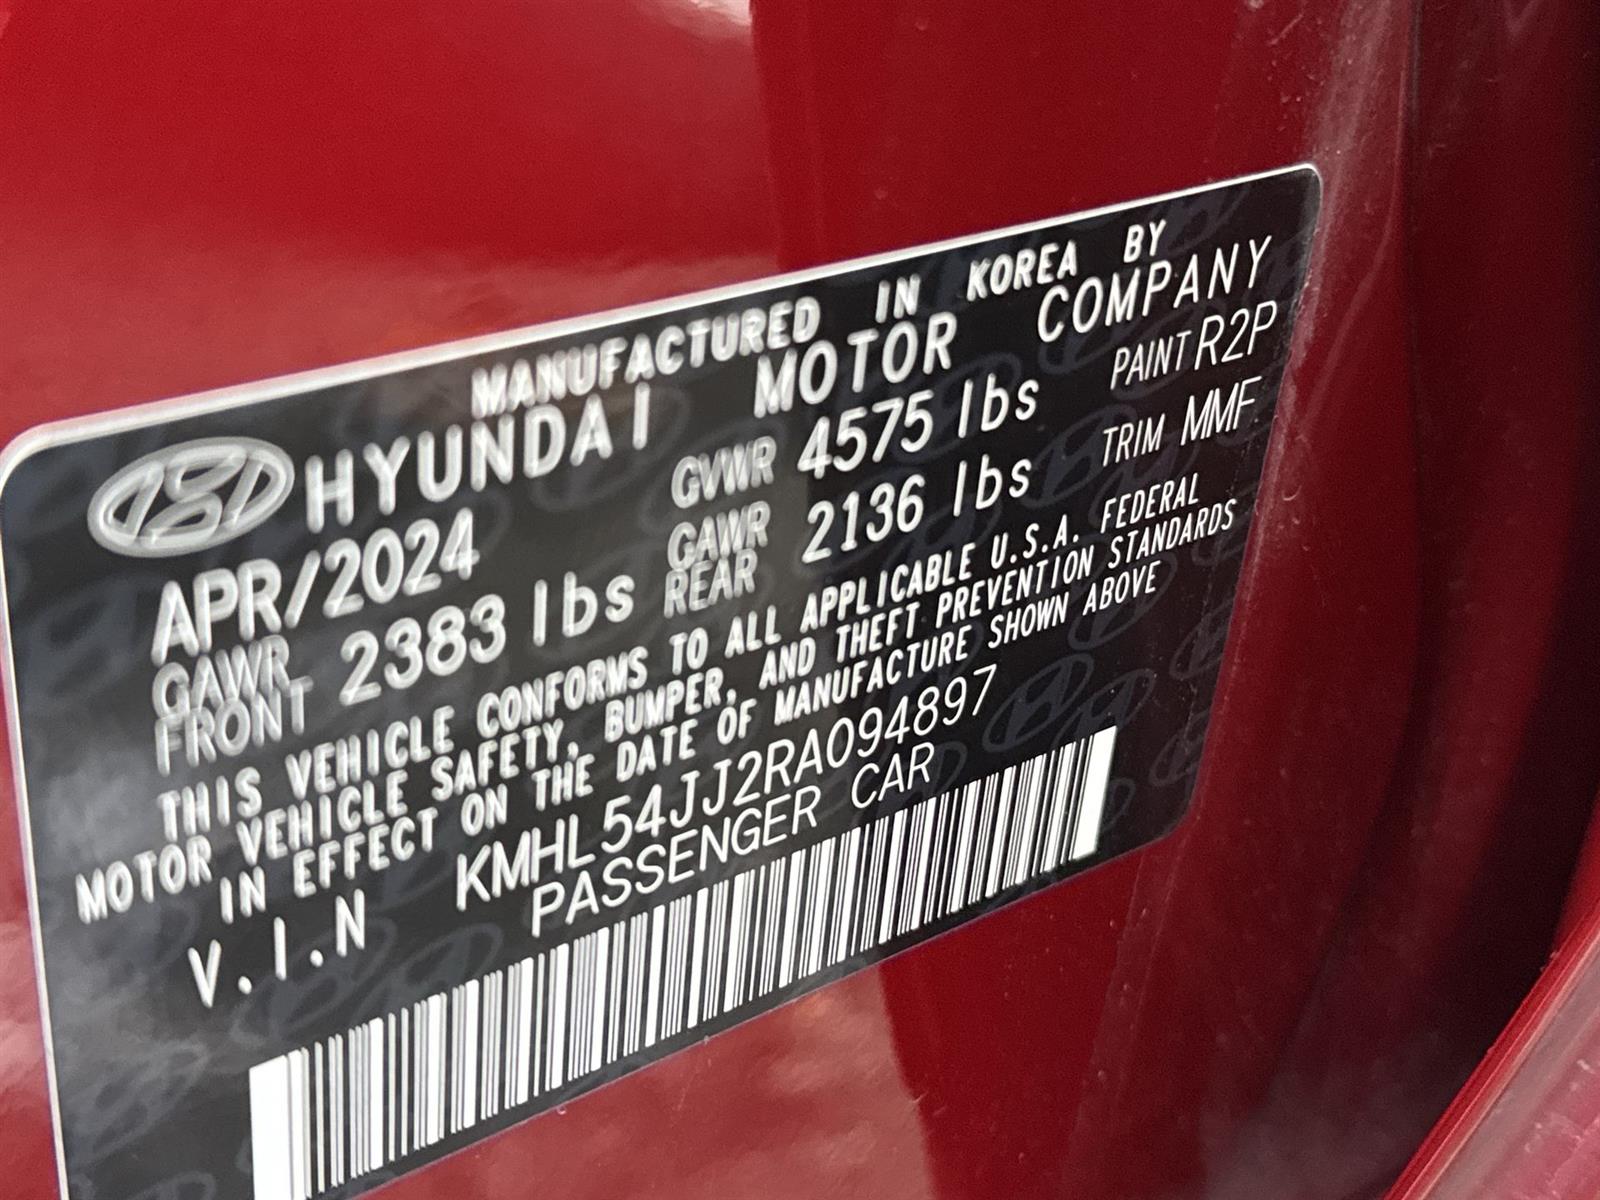 MANUFACTURED IN KOREA BY
HYUNDAI MOTOR COMPANY
APR/2024 GVWR 4575 lbs PAINT R2P
GAWR FRONT 2383 lbs GAWR REAR 2136 lbs TRIM MMF
THIS VEHICLE CONFORMS TO ALL APPLICABLE U.S.A. FEDERAL
MOTOR VEHICLE SAFETY, BUMPER, AND THEFT PREVENTION STANDARDS
IN EFFECT ON THE DATE OF MANUFACTURE SHOWN ABOVE
V.I.N KMHL54JJ2RA094897
PASSENGER CAR